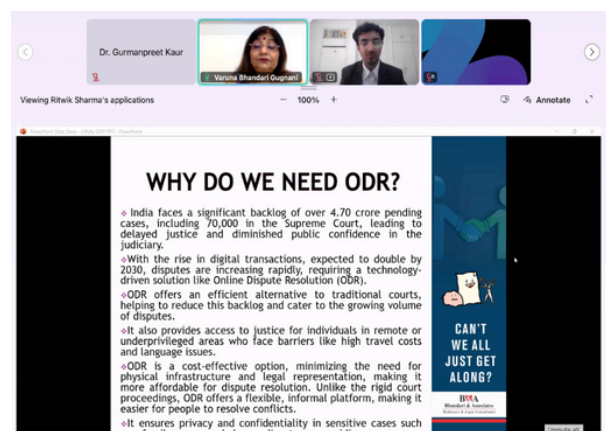 Dr. Gurmanpreet Kaur
Varuna Bhandari Gugnani
Viewing Ritwik Sharma's applications
− 100% +
Annotate
WHY DO WE NEED ODR?
India faces a significant backlog of over 4.70 crore pending
cases, including 70,000 in the Supreme Court, leading to
delayed justice and diminished public confidence in the
judiciary.
With the rise in digital transactions, expected to double by
2030, disputes are increasing rapidly, requiring a technology-
driven solution like Online Dispute Resolution (ODR).
ODR offers an efficient alternative to traditional courts,
helping to reduce this backlog and cater to the growing volume
of disputes.
It also provides access to justice for individuals in remote or
underprivileged areas who face barriers like high travel costs
and language issues.
ODR is a cost-effective option, minimizing the need for
physical infrastructure and legal representation, making it
more affordable for dispute resolution. Unlike the rigid court
proceedings, ODR offers a flexible, informal platform, making it
easier for people to resolve conflicts.
It ensures privacy and confidentiality in sensitive cases such
CAN'T
WE ALL
JUST GET
ALONG?
Bhandari & Associates